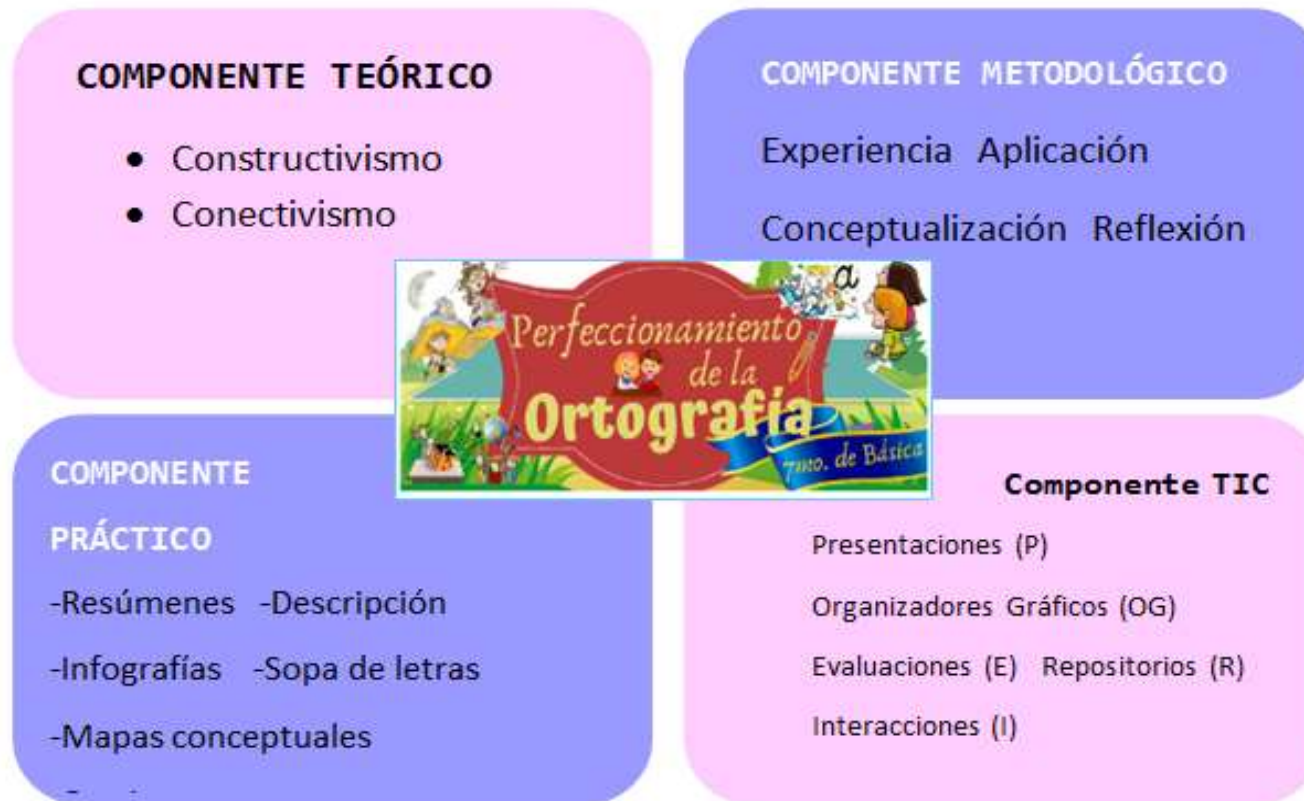 COMPONENTE TEÓRICO
● Constructivismo
● Conectivismo
COMPONENTE METODOLÓGICO
Experiencia Aplicación
Conceptualización Reflexión
Perfeccionamiento
de la
Ortografía
7mo. de Básica
a
COMPONENTE
PRÁCTICO
-Resúmenes -Descripción
-Infografías -Sopa de letras
-Mapas conceptuales
Componente TIC
Presentaciones (P)
Organizadores Gráficos (OG)
Evaluaciones (E) Repositorios (R)
Interacciones (I)